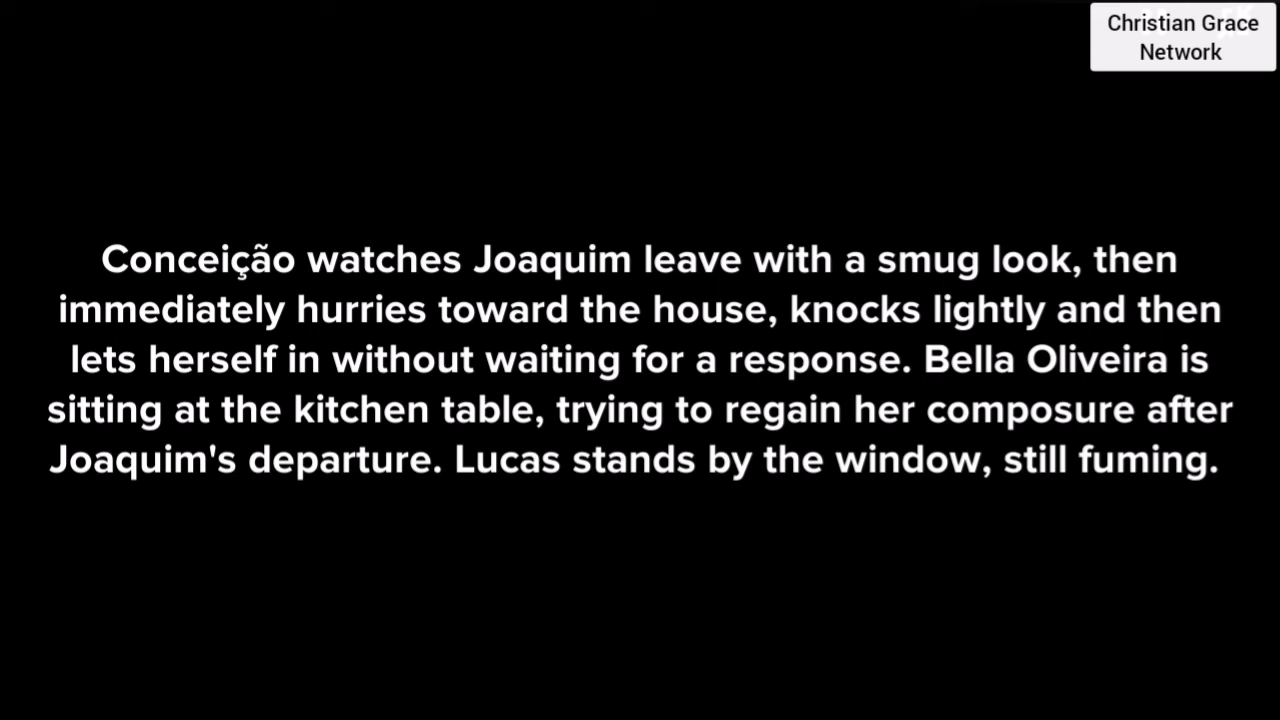 Christian Grace
Network
Conceição watches Joaquim leave with a smug look, then
immediately hurries toward the house, knocks lightly and then
lets herself in without waiting for a response. Bella Oliveira is
sitting at the kitchen table, trying to regain her composure after
Joaquim's departure. Lucas stands by the window, still fuming.